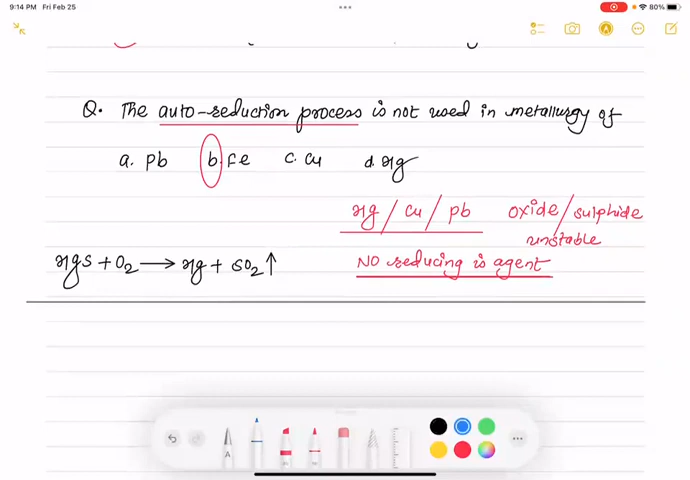 9:14 PM Fri Feb 25
80%
Q. The auto-reduction process is not used in metallurgy of
a. Pb b. Fe c. Cu d. Hg
Hg / Cu / Pb oxide/sulphide
unstable
HgS + O2 → Hg + SO2 ↑ NO reducing is agent
A